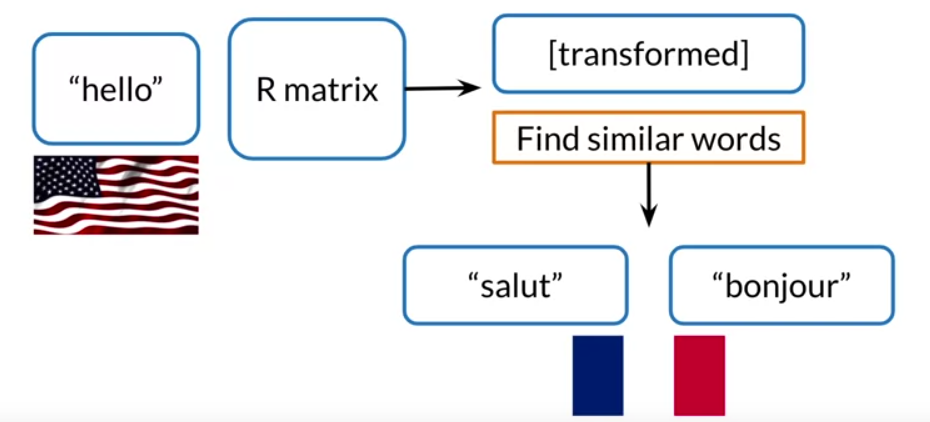 “hello”
R matrix
[transformed]
Find similar words
“salut”
“bonjour”